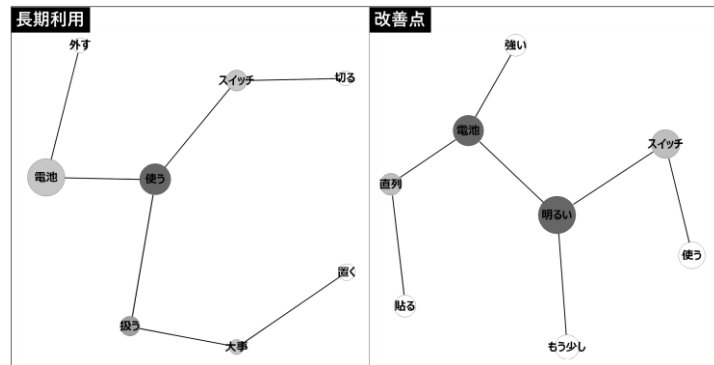 長期利用
外す
スイッチ
切る
電池
使う
置く
扱う
大事
改善点
強い
電池
スイッチ
直列
明るい
使う
貼る
もう少し